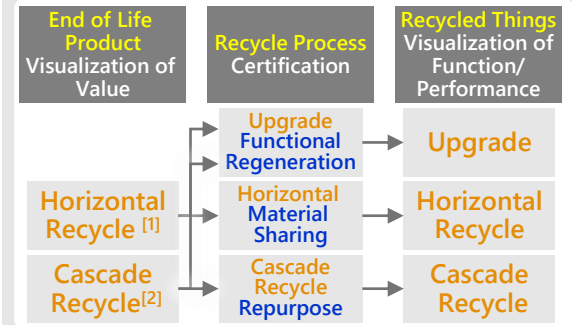 End of Life
Product
Visualization of
Value
Recycle Process
Certification
Recycled Things
Visualization of
Function/
Performance
Upgrade
Functional
Regeneration
Upgrade
Horizontal
Recycle [1]
Horizontal
Material
Sharing
Horizontal
Recycle
Cascade
Recycle[2]
Cascade
Recycle
Repurpose
Cascade
Recycle